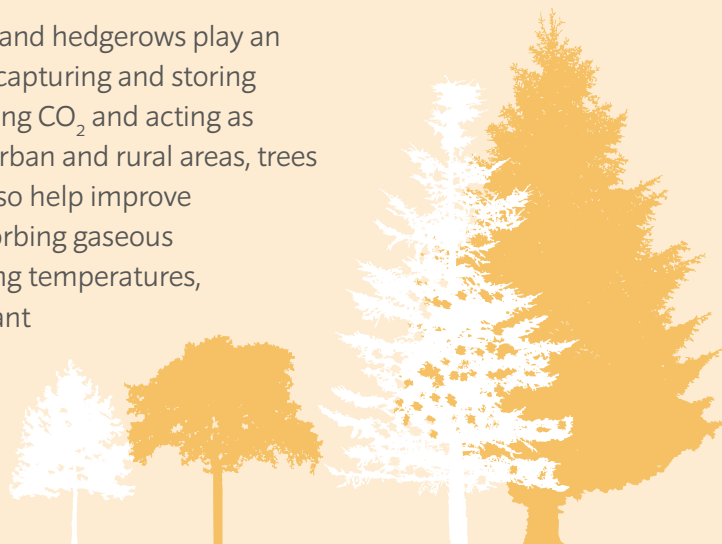 and hedgerows play an
capturing and storing
ng CO₂ and acting as
rban and rural areas, trees
so help improve
orbing gaseous
ng temperatures,
ant